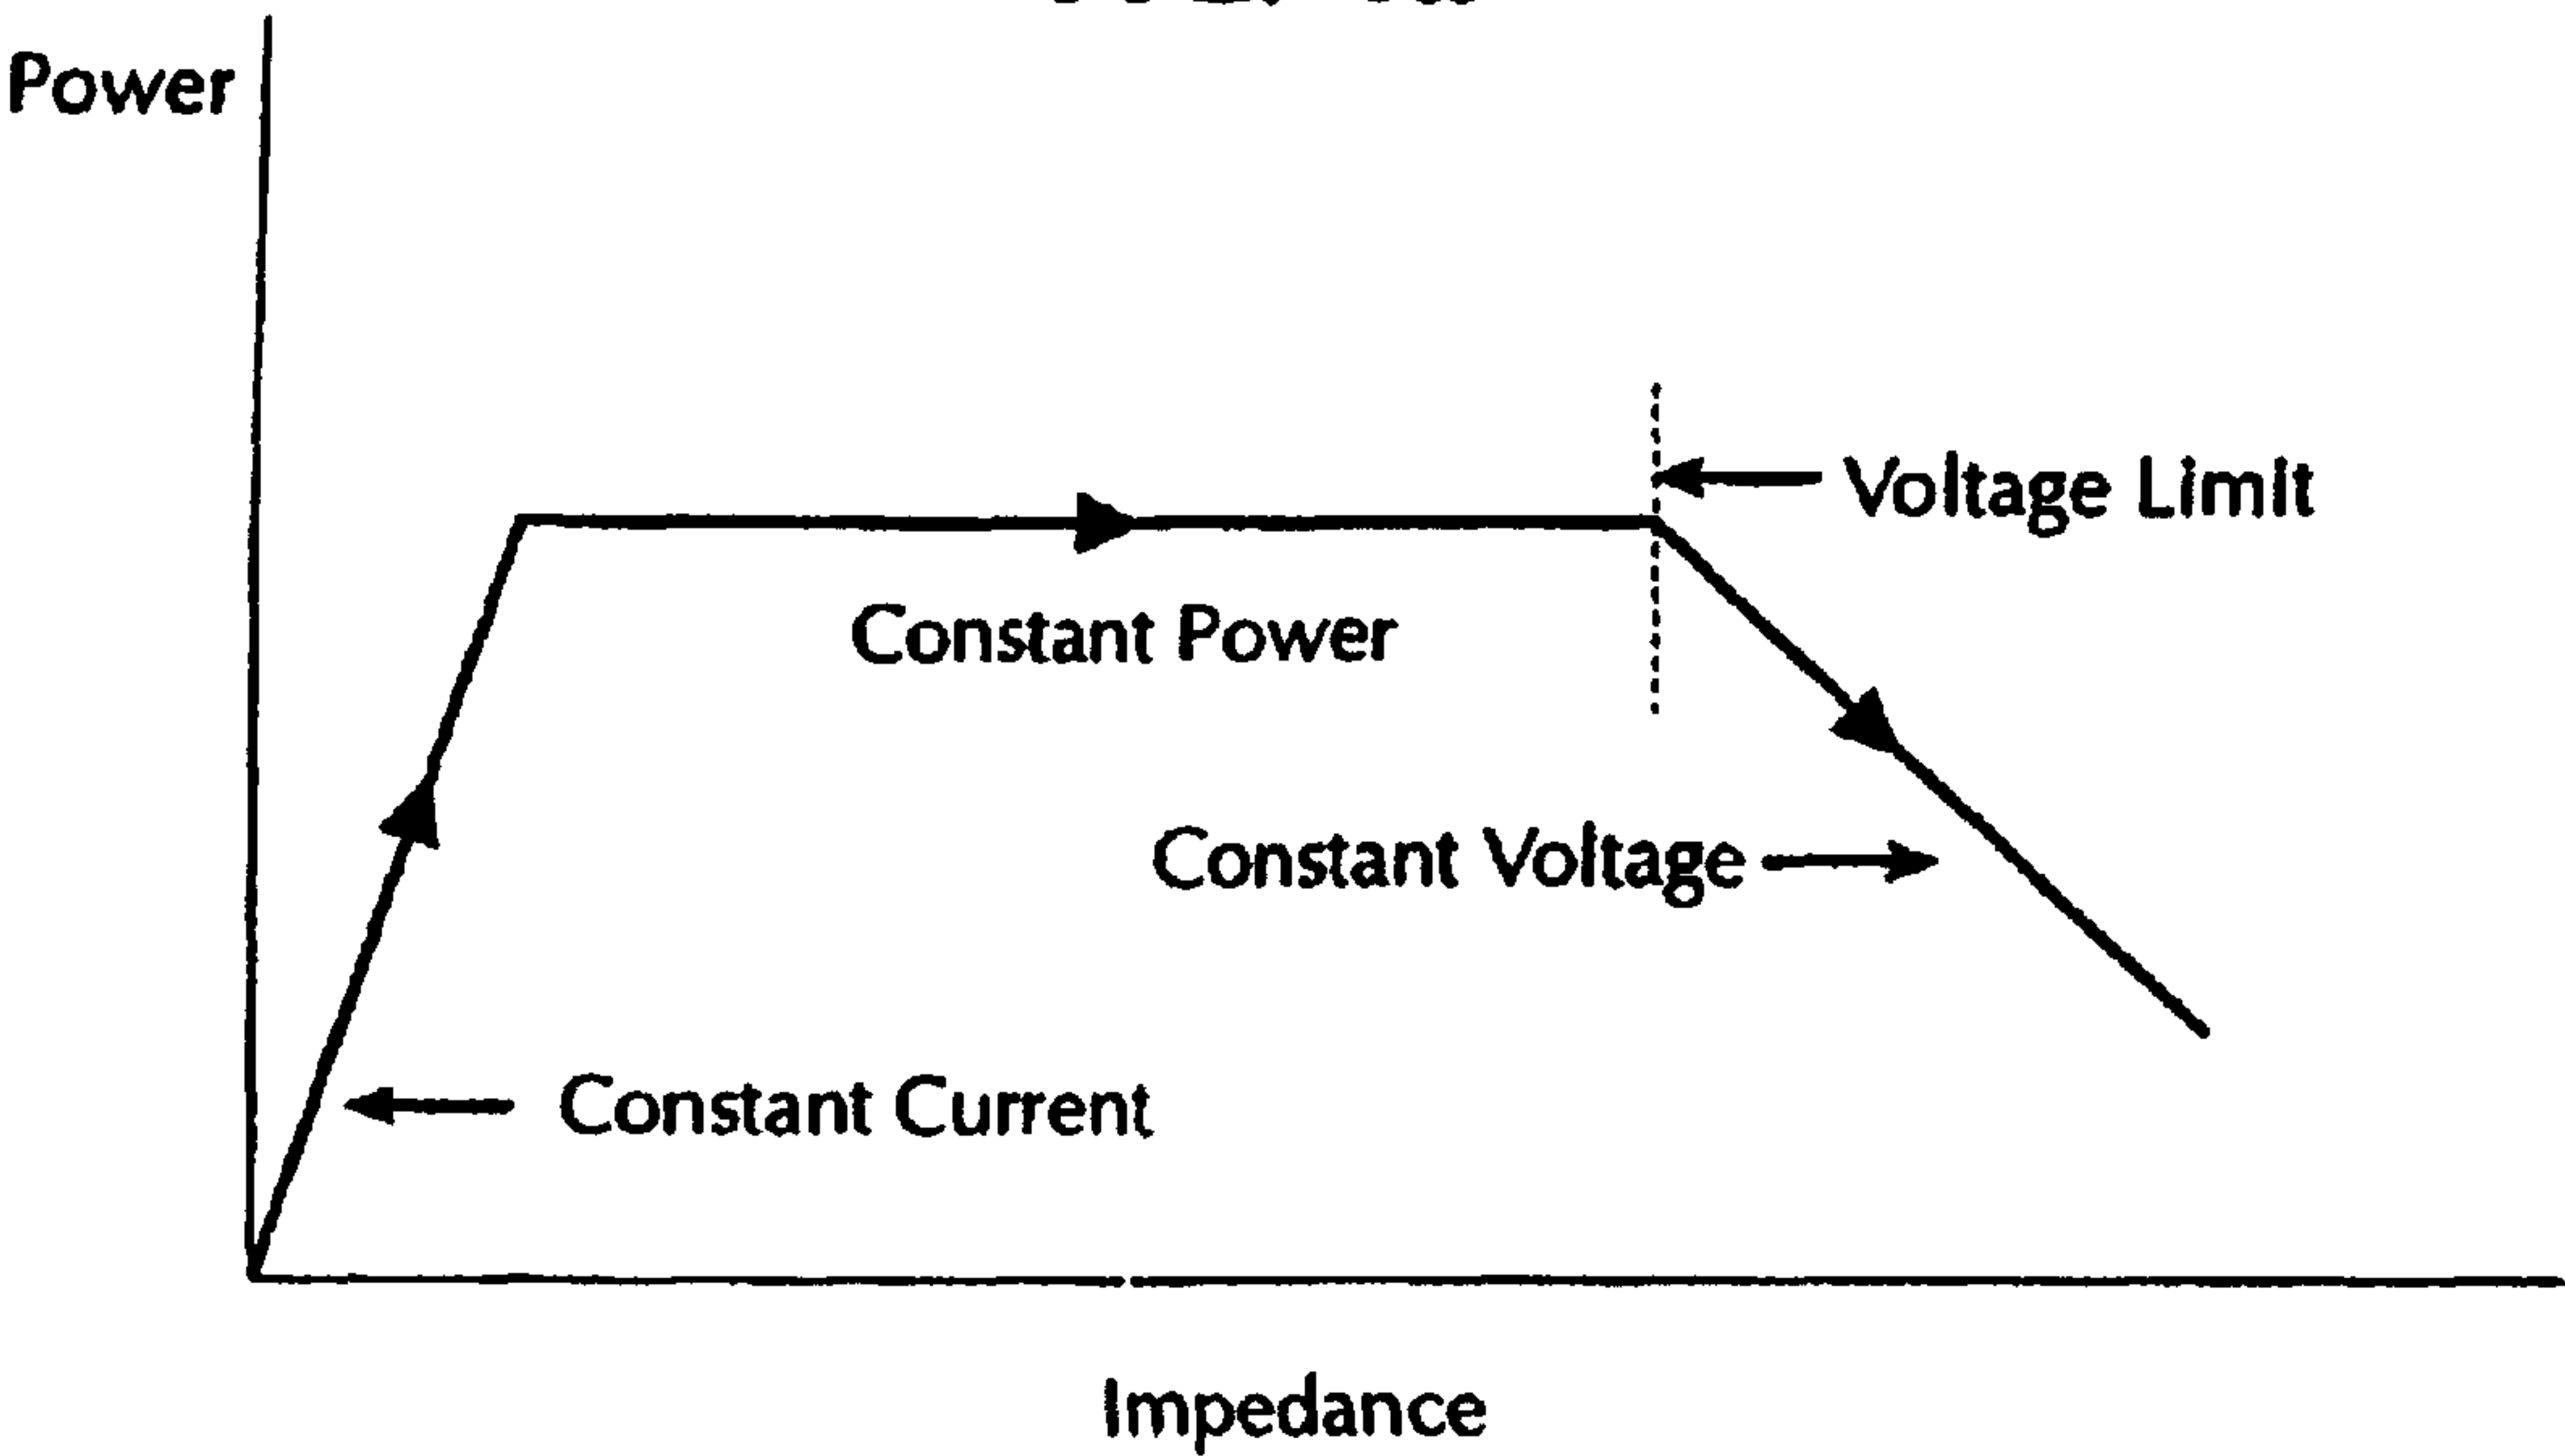 Power
Voltage Limit
Constant Power
Constant Voltage
Constant Current
Impedance